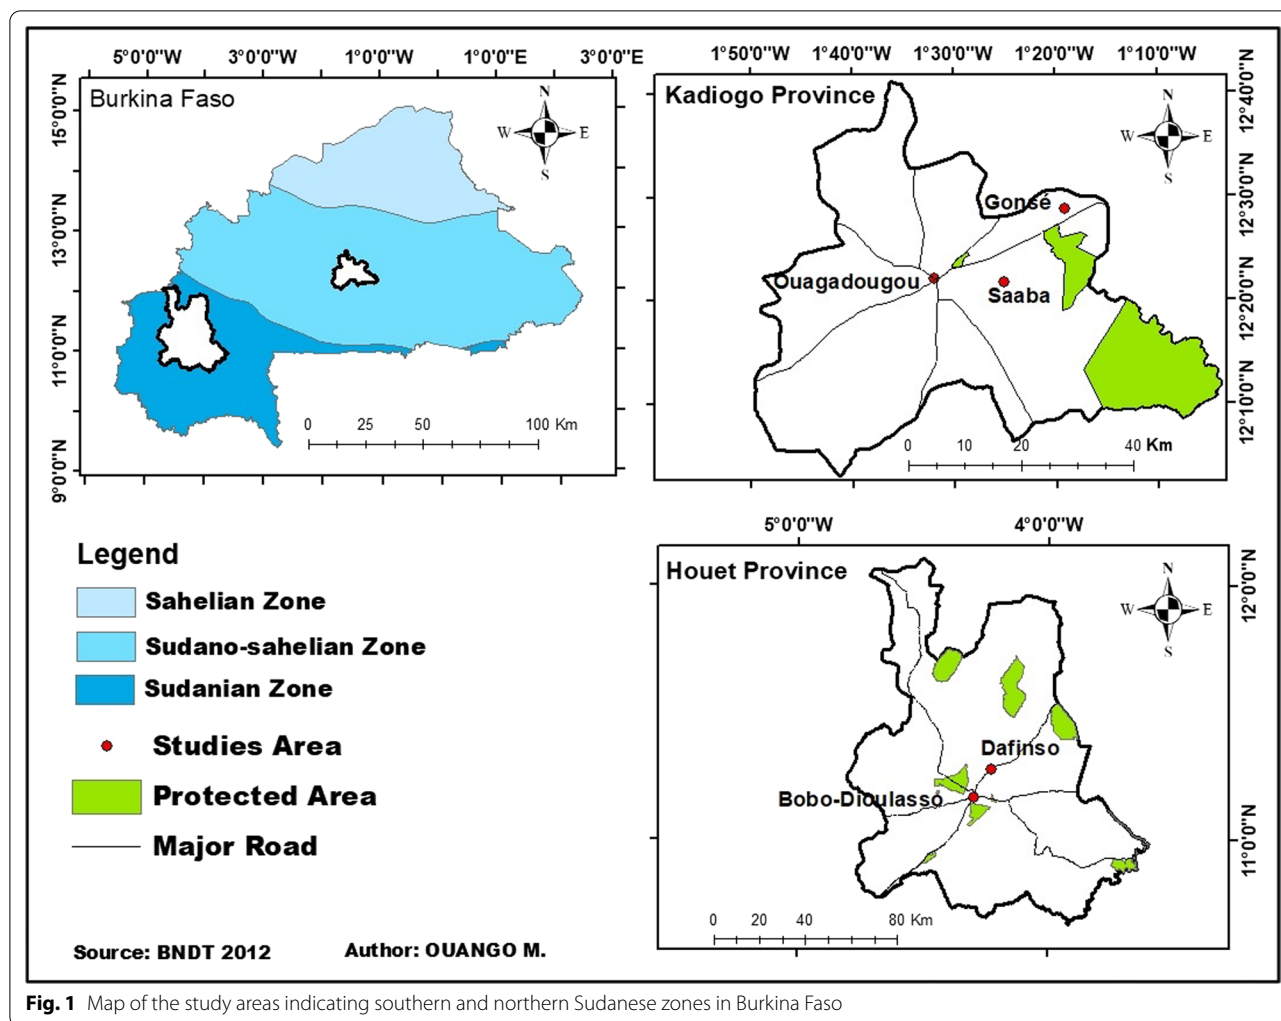 5°0'0"W 3°0'0"W 1°0'0"W 1°0'0"E 3°0'0"E
Burkina Faso
15°0'0"N
13°0'0"N
11°0'0"N
9°0'0"N
N
W E
S
0 25 50 100 Km
1°50'0"W 1°40'0"W 1°30'0"W 1°20'0"W 1°10'0"W
Kadiogo Province
12°40'0"N
12°30'0"N
12°20'0"N
12°10'0"N
N
W E
S
Gonsé
Ouagadougou
Saaba
0 10 20 40 Km
Legend
Sahelian Zone
Sudano-sahelian Zone
Sudanian Zone
Studies Area
Protected Area
Major Road
Source: BNDT 2012 Author: OUANGO M.
5°0'0"W 4°0'0"W
Houet Province
12°0'0"N
11°0'0"N
N
W E
S
Dafinso
Bobo-Dioulasso
0 20 40 80 Km
Fig. 1 Map of the study areas indicating southern and northern Sudanese zones in Burkina Faso